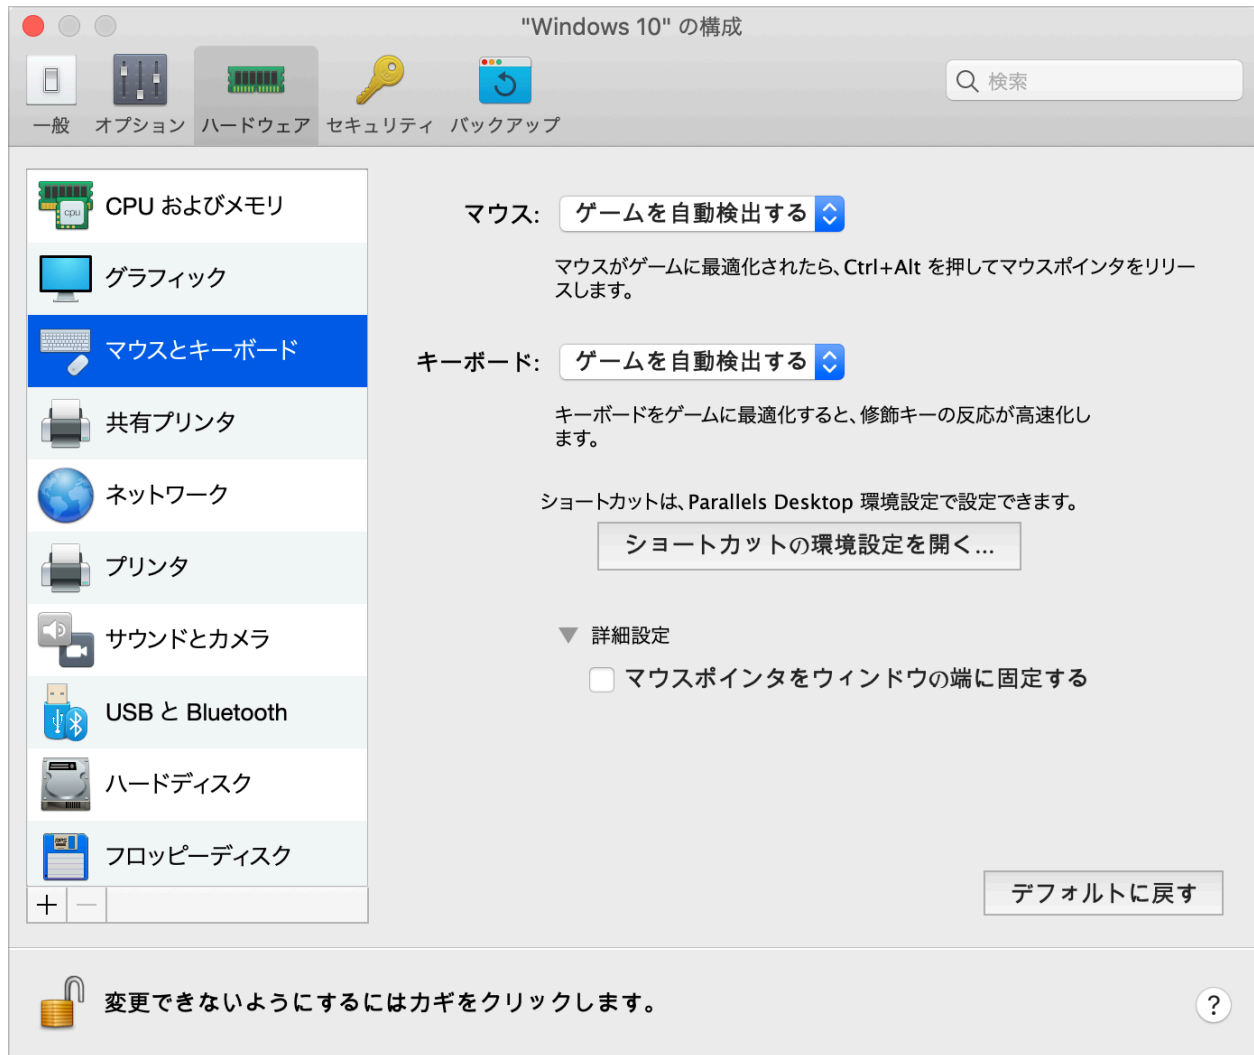 "Windows 10" の構成
一般
オプション
ハードウェア
セキュリティ
バックアップ
検索
CPU およびメモリ
グラフィック
マウスとキーボード
共有プリンタ
ネットワーク
プリンタ
サウンドとカメラ
USB と Bluetooth
ハードディスク
フロッピーディスク
マウス: ゲームを自動検出する
マウスがゲームに最適化されたら、Ctrl+Alt を押してマウスポインタをリリー
スします。
キーボード: ゲームを自動検出する
キーボードをゲームに最適化すると、修飾キーの反応が高速化し
ます。
ショートカットは、Parallels Desktop 環境設定で設定できます。
ショートカットの環境設定を開く...
詳細設定
マウスポインタをウィンドウの端に固定する
デフォルトに戻す
変更できないようにするにはカギをクリックします。
?